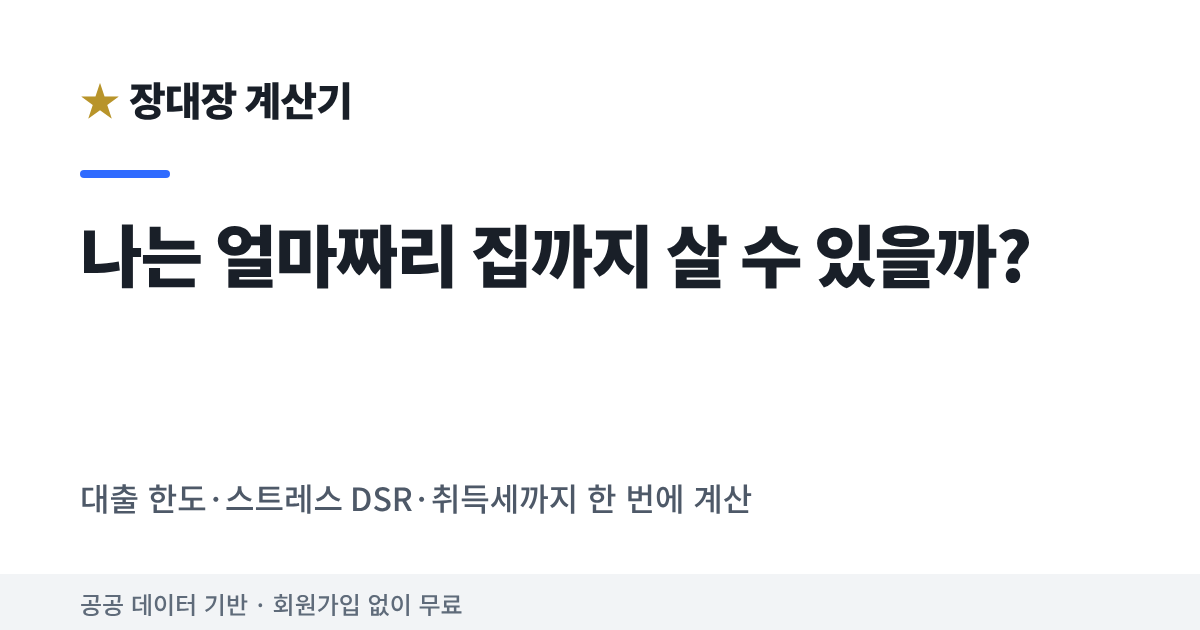 ★ 장대장 계산기
나는 얼마짜리 집까지 살 수 있을까?
대출 한도·스트레스 DSR·취득세까지 한 번에 계산
공공 데이터 기반 · 회원가입 없이 무료